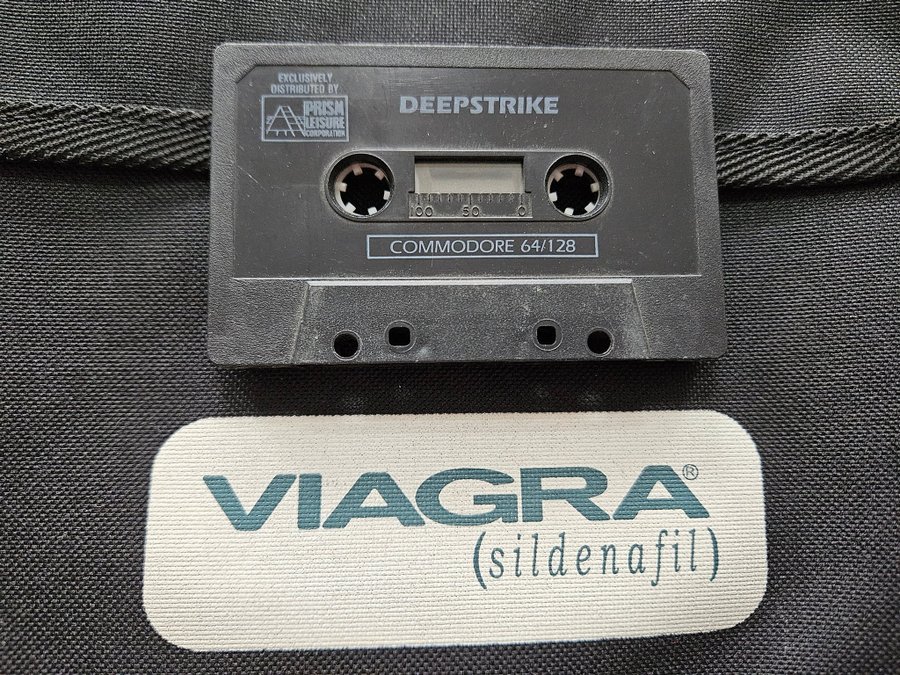 EXCLUSIVELY
DISTRIBUTED BY
PRISM
LEISURE
CORPORATION
DEEPSTRIKE
100 50 0
COMMODORE 64/128
VIAGRA®
(sildenafil)